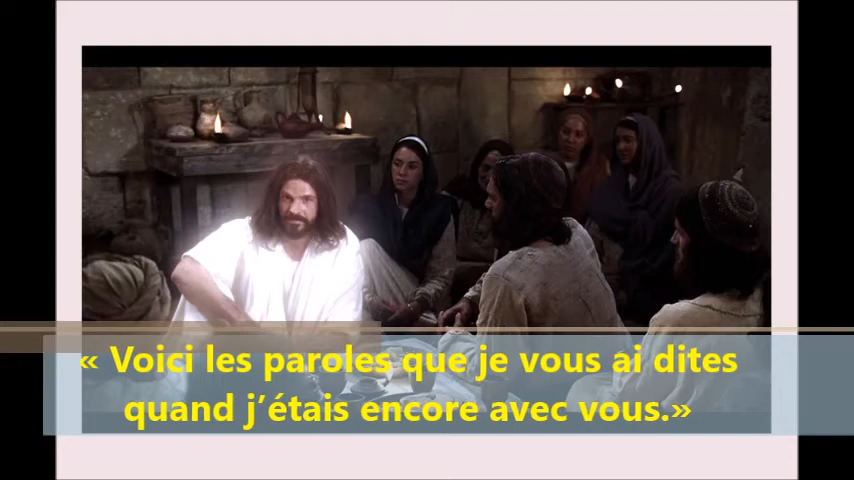 « Voici les paroles que je vous ai dites
quand j’étais encore avec vous.»